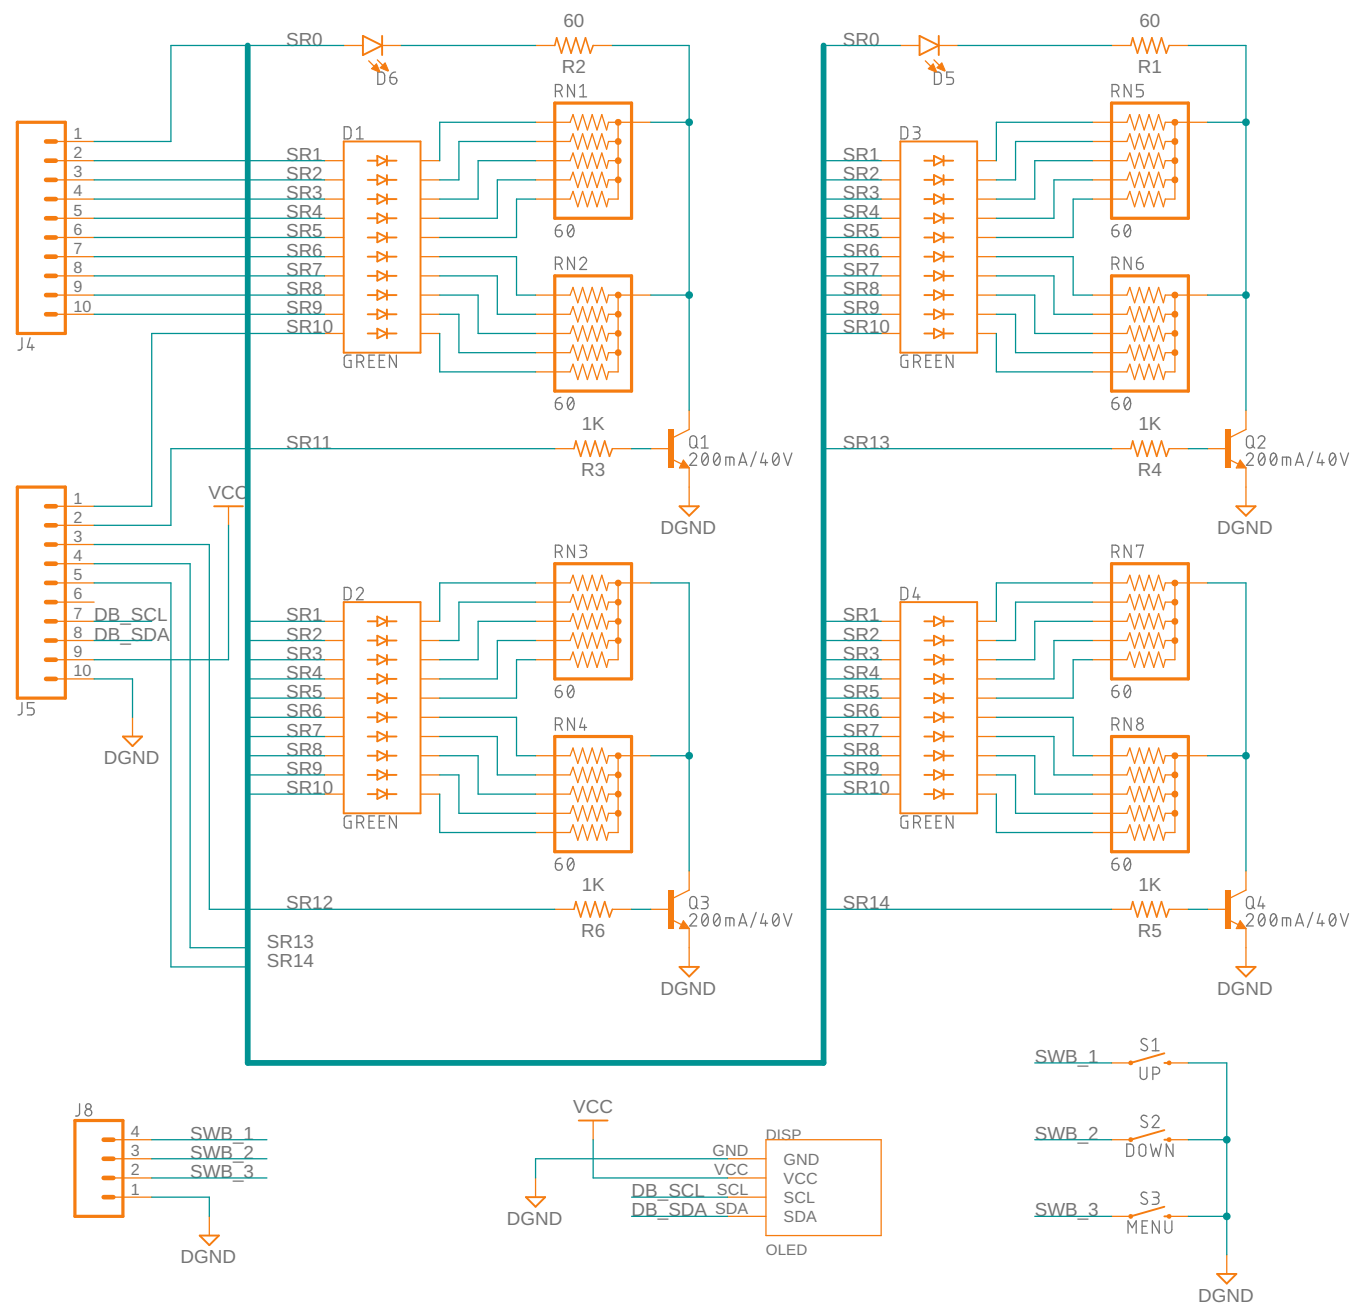 60
SR0
D6
R2
RN1
60
RN2
60
D1
SR1
SR2
SR3
SR4
SR5
SR6
SR7
SR8
SR9
SR10
GREEN
1
2
3
4
5
6
7
8
9
10
J4
SR11
1K
R3
Q1
200mA/40V
DGND
60
SR0
D5
R1
RN5
60
RN6
60
D3
SR1
SR2
SR3
SR4
SR5
SR6
SR7
SR8
SR9
SR10
GREEN
SR13
1K
R4
Q2
200mA/40V
DGND
VCC
1
2
3
4
5
6
7
8
9
10
DB_SCL
DB_SDA
J5
DGND
RN3
60
RN4
60
D2
SR1
SR2
SR3
SR4
SR5
SR6
SR7
SR8
SR9
SR10
GREEN
SR12
1K
R6
Q3
200mA/40V
DGND
SR13
SR14
RN7
60
RN8
60
D4
SR1
SR2
SR3
SR4
SR5
SR6
SR7
SR8
SR9
SR10
GREEN
SR14
1K
R5
Q4
200mA/40V
DGND
J8
4
3
2
1
SWB_1
SWB_2
SWB_3
DGND
VCC
DISP
GND
VCC
DB_SCL SCL
DB_SDA SDA
GND
VCC
SCL
SDA
OLED
DGND
SWB_1
S1
UP
SWB_2
S2
DOWN
SWB_3
S3
MENU
DGND